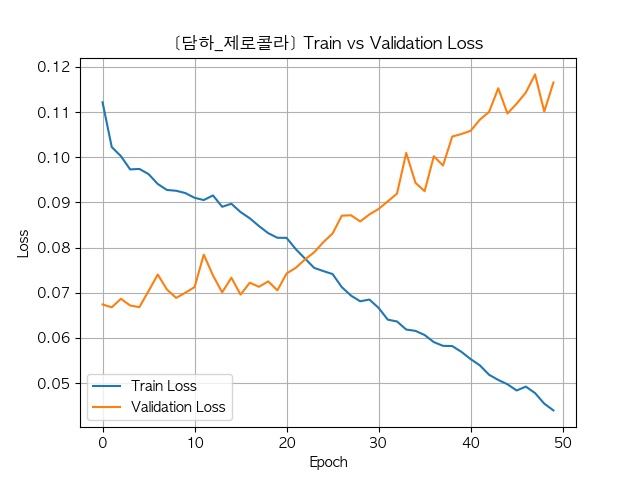 [담하_제로콜라] Train vs Validation Loss
0.12
0.11
0.10
0.09
0.08
0.07
0.06
0.05
Loss
Train Loss
Validation Loss
0 10 20 30 40 50
Epoch